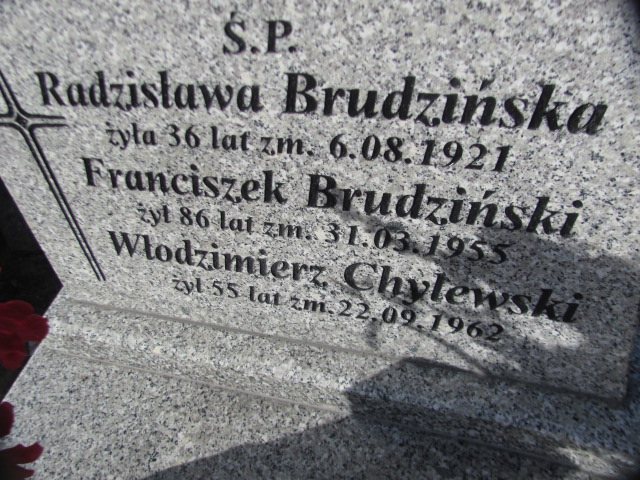 Ś.P.
Radzisława Brudzińska
żyła 36 lat zm. 6.08.1921
Franciszek Brudziński
żył 86 lat zm. 31.03.1955
Włodzimierz Chylewski
żył 55 lat zm.22.09.1962